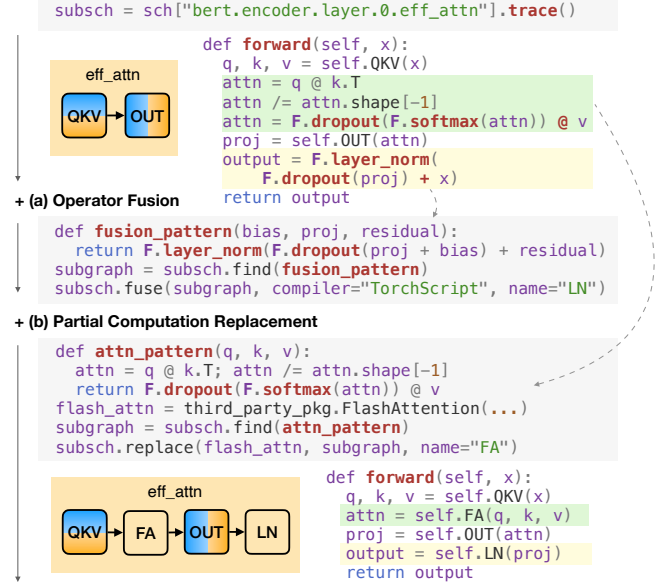 subsch = sch["bert.encoder.layer.0.eff_attn"].trace()
eff_attn
QKV
OUT
def forward(self, x):
q, k, v = self.QKV(x)
attn = q @ k.T
attn /= attn.shape[-1]
attn = F.dropout(F.softmax(attn)) @ v
proj = self.OUT(attn)
output = F.layer_norm(
F.dropout(proj) + x)
return output
+ (a) Operator Fusion
def fusion_pattern(bias, proj, residual):
return F.layer_norm(F.dropout(proj + bias) + residual)
subgraph = subsch.find(fusion_pattern)
subsch.fuse(subgraph, compiler="TorchScript", name="LN")
+ (b) Partial Computation Replacement
def attn_pattern(q, k, v):
attn = q @ k.T; attn /= attn.shape[-1]
return F.dropout(F.softmax(attn)) @ v
flash_attn = third_party_pkg.FlashAttention(...)
subgraph = subsch.find(attn_pattern)
subsch.replace(flash_attn, subgraph, name="FA")
eff_attn
QKV
FA
OUT
LN
def forward(self, x):
q, k, v = self.QKV(x)
attn = self.FA(q, k, v)
proj = self.OUT(attn)
output = self.LN(proj)
return output